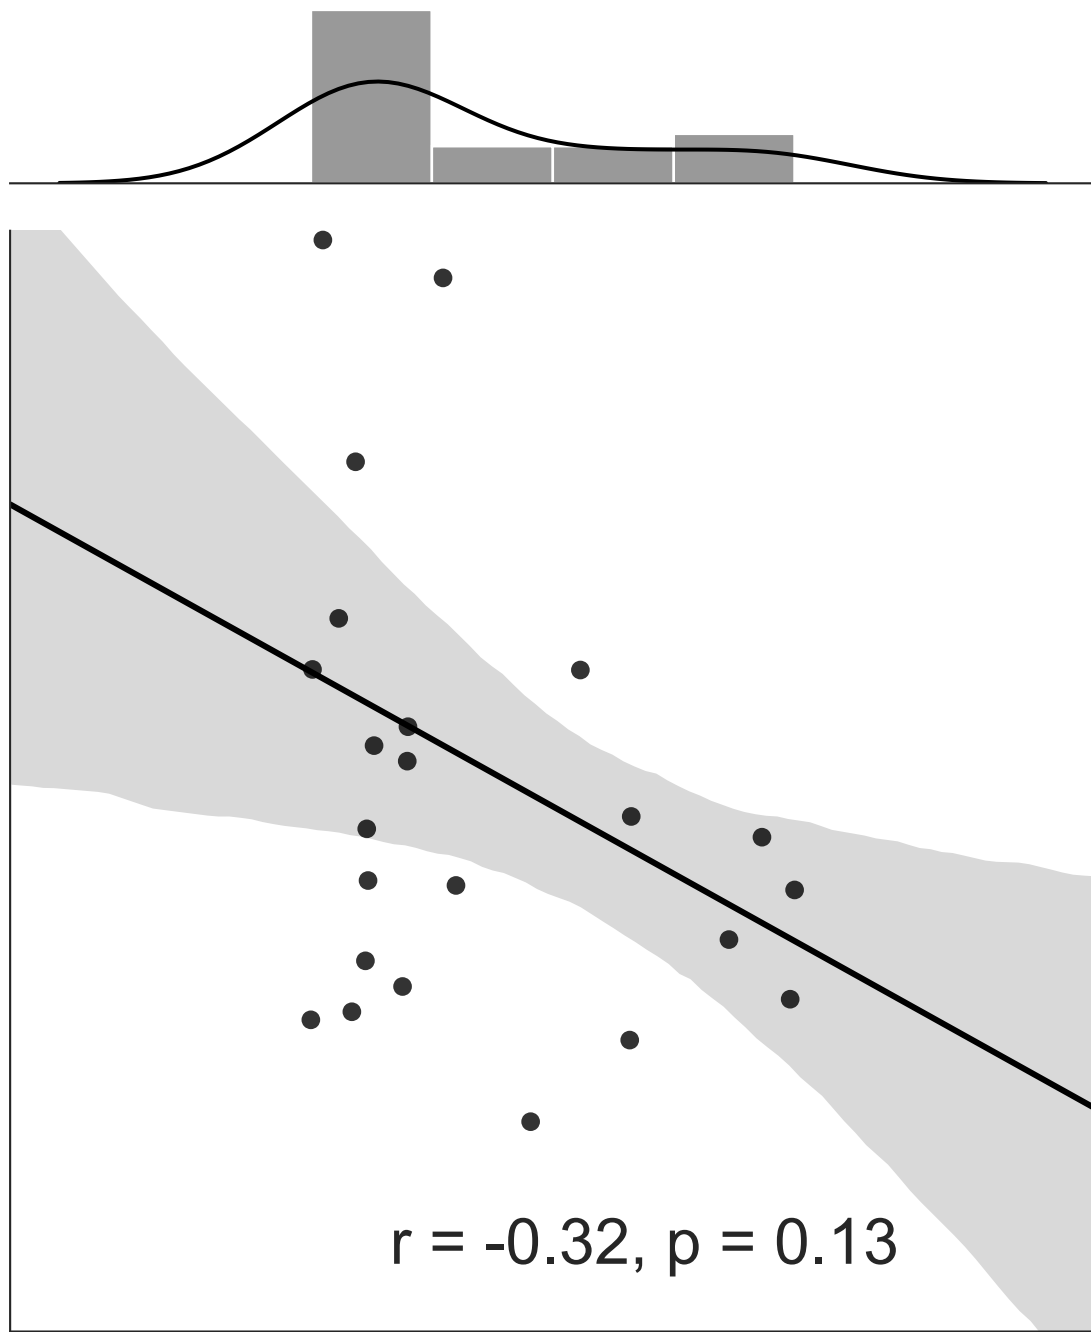 r = -0.32, p = 0.13